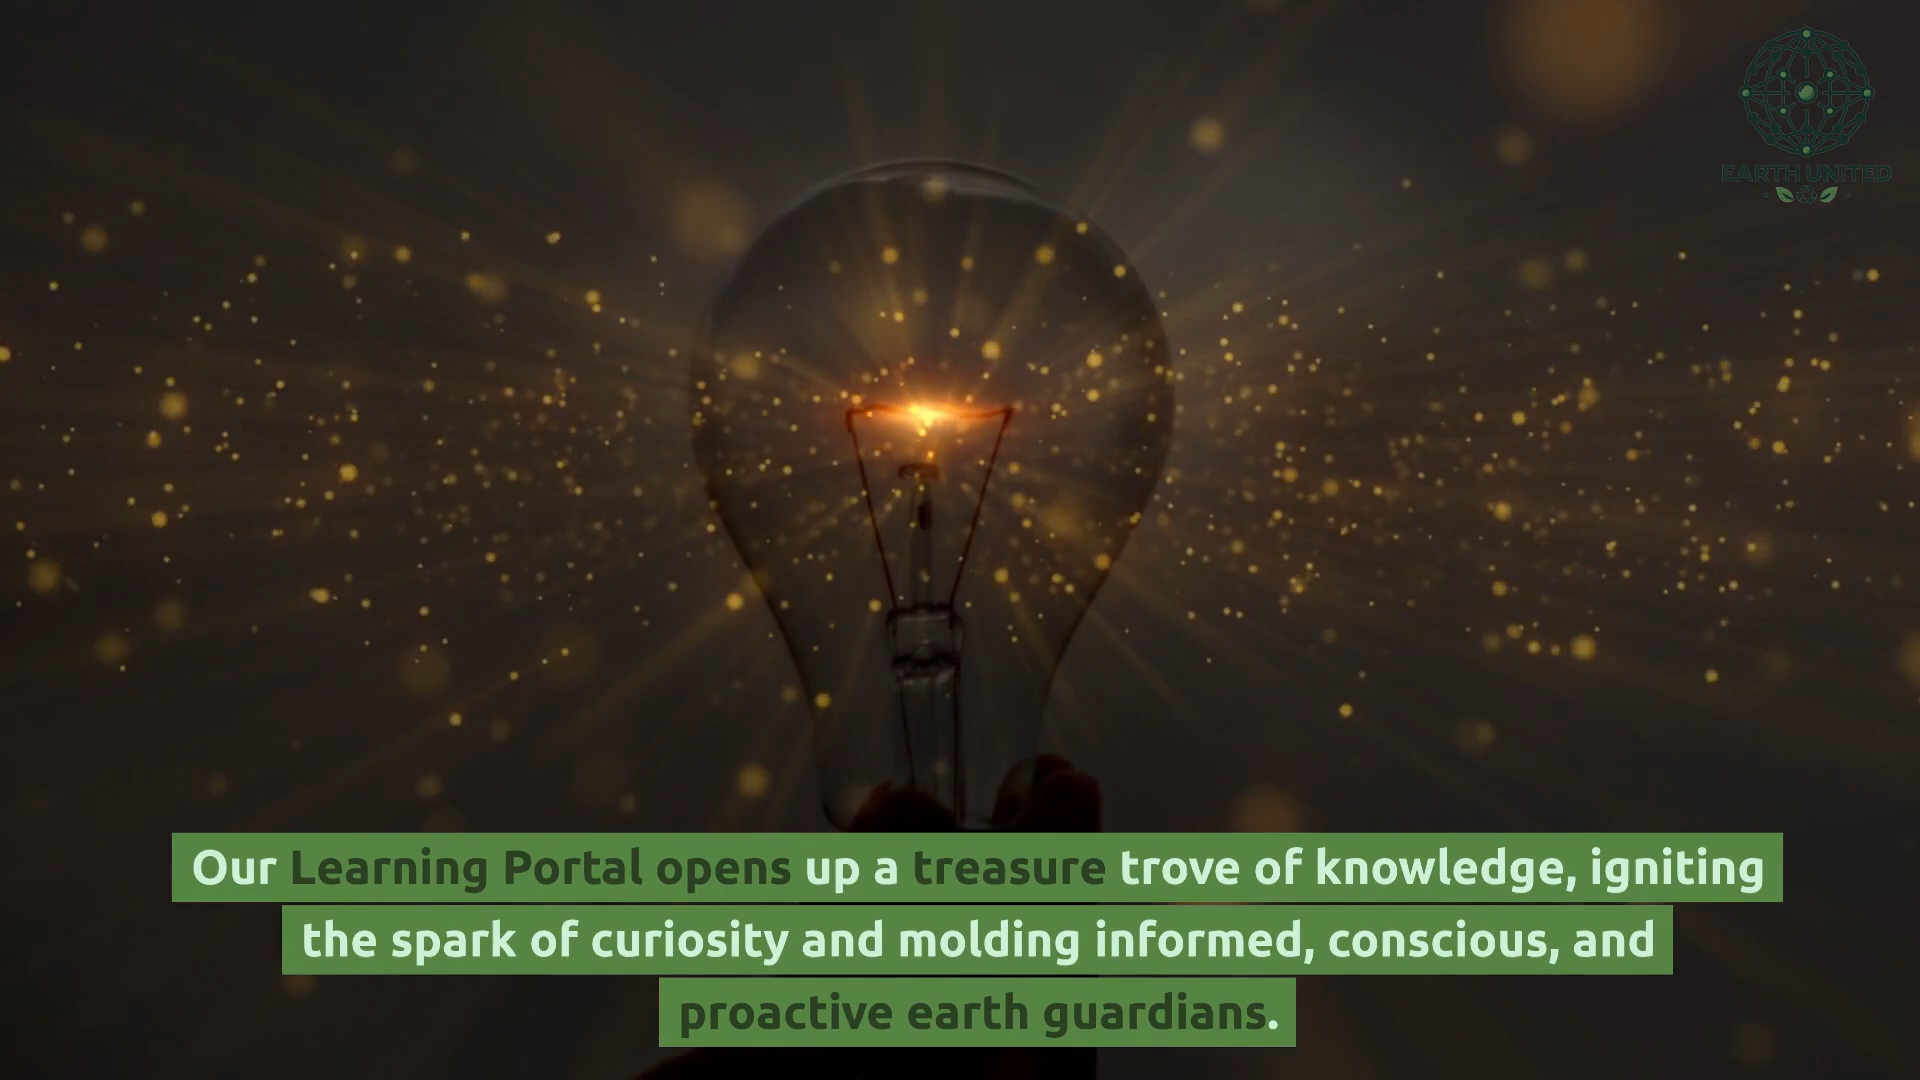 EARTH UNITED
Our Learning Portal opens up a treasure trove of knowledge, igniting
the spark of curiosity and molding informed, conscious, and
proactive earth guardians.